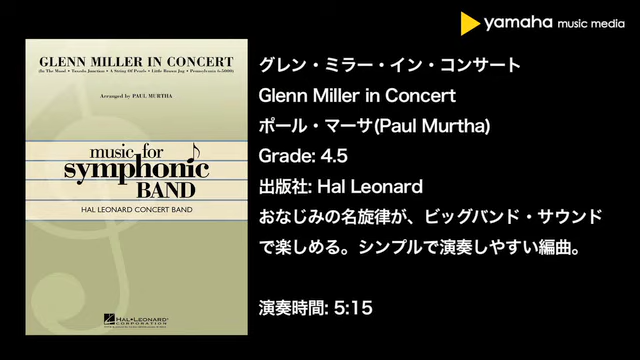 yamaha music media
GLENN MILLER IN CONCERT
(In The Mood • Tuxedo Junction • A String Of Pearls • Little Brown Jug • Pennsylvania 6-5000)
Arranged by PAUL MURTHA
music for
symphonic
BAND
HAL LEONARD CONCERT BAND
HAL•LEONARD
CORPORATION
グレン・ミラー・イン・コンサート
Glenn Miller in Concert
ポール・マーサ(Paul Murtha)
Grade: 4.5
出版社: Hal Leonard
おなじみの名旋律が、ビッグバンド・サウンド
で楽しめる。シンプルで演奏しやすい編曲。
演奏時間: 5:15